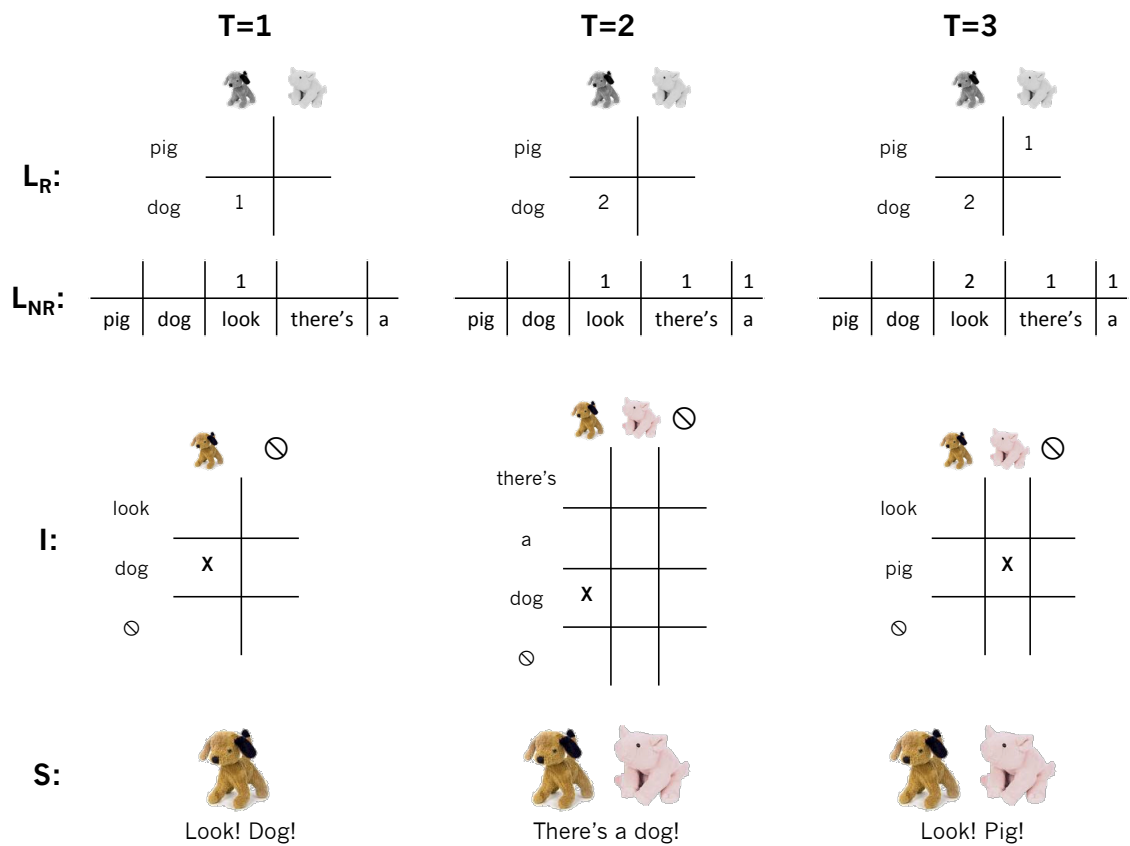 T=1 T=2 T=3
L_R:
pig pig pig 1
dog 1 dog 2 dog 2
L_NR:
1 1 1 1 2 1 1
pig dog look there's a pig dog look there's a pig dog look there's a
I:
look there's look
dog X a pig X
dog X
S:
Look! Dog! There's a dog! Look! Pig!